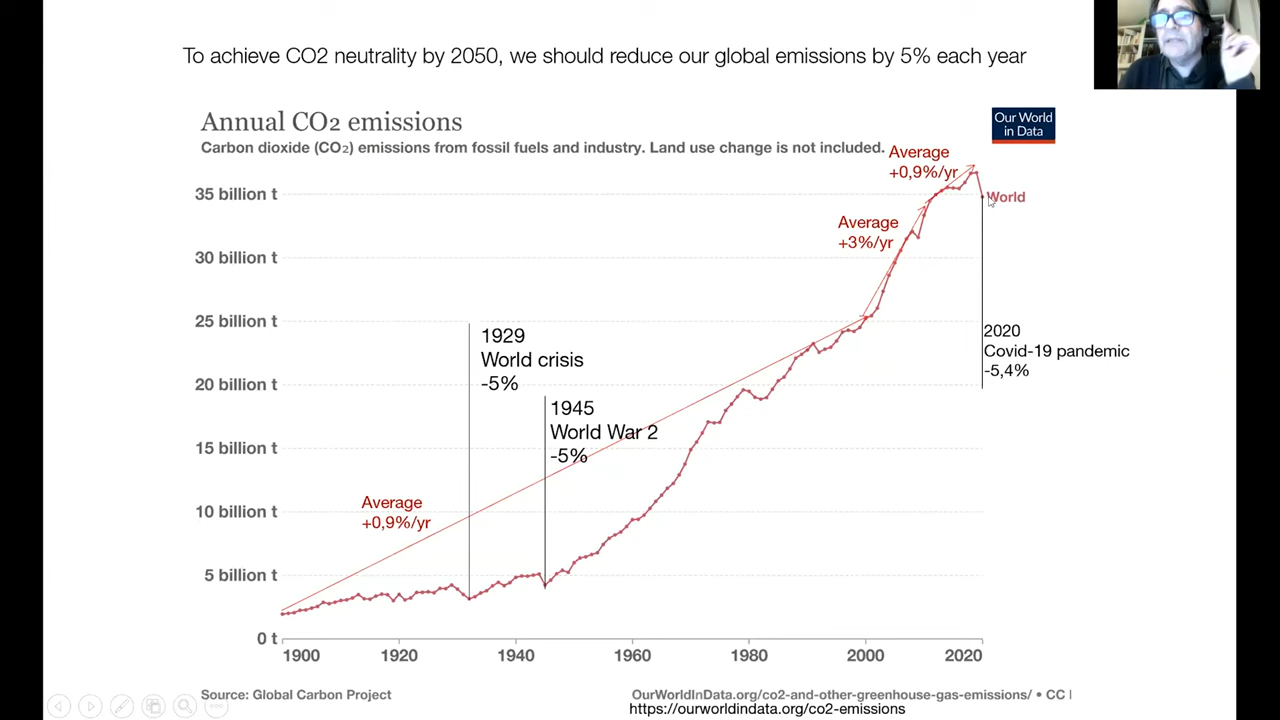 To achieve CO2 neutrality by 2050, we should reduce our global emissions by 5% each year
Annual CO2 emissions
Our World
in Data
Carbon dioxide (CO₂) emissions from fossil fuels and industry. Land use change is not included.
Average
+0,9%/yr
35 billion t
World
Average
+3%/yr
30 billion t
25 billion t
1929
World crisis
-5%
2020
Covid-19 pandemic
-5,4%
20 billion t
1945
World War 2
-5%
15 billion t
Average
+0,9%/yr
10 billion t
5 billion t
0 t
1900 1920 1940 1960 1980 2000 2020
Source: Global Carbon Project
OurWorldInData.org/co2-and-other-greenhouse-gas-emissions/ • CC |
https://ourworldindata.org/co2-emissions